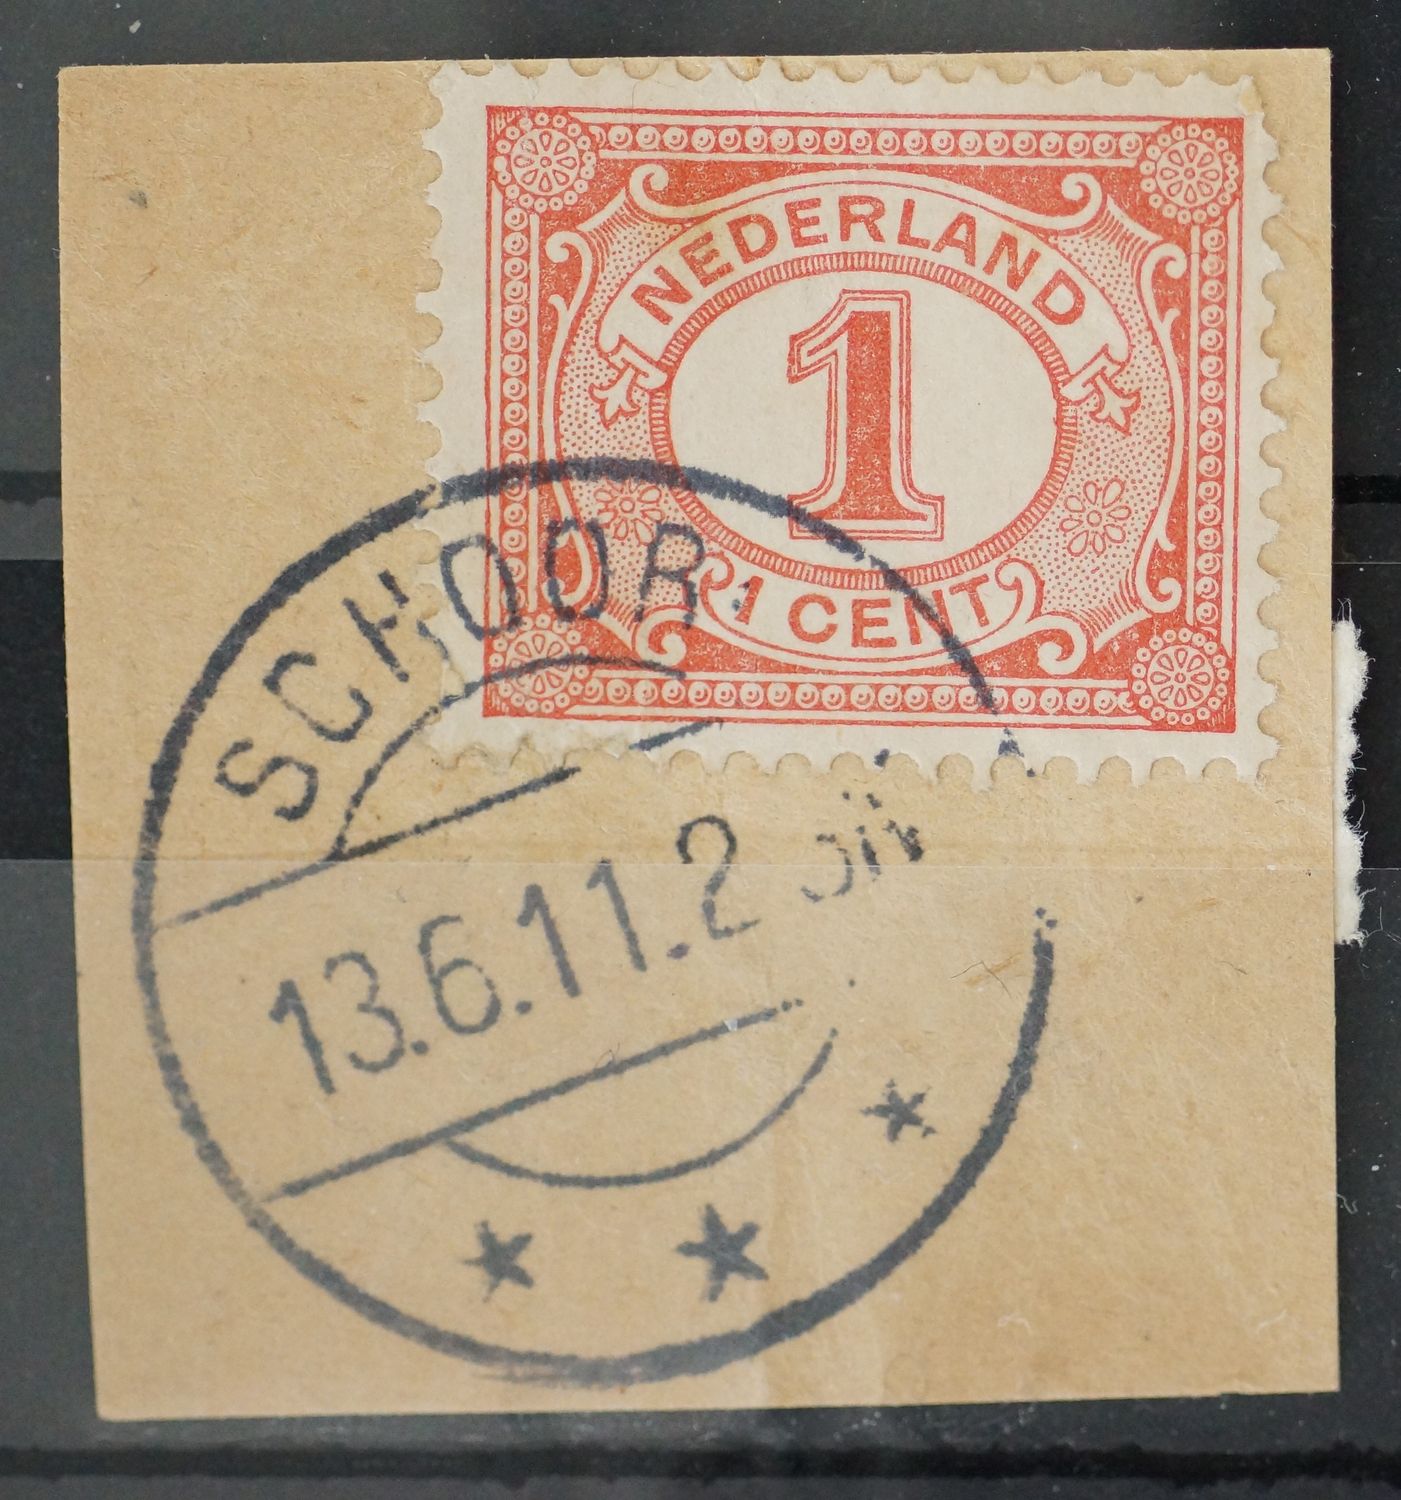 NEDERLAND
1
1 CENT
SCHOOR
13.6.11.2